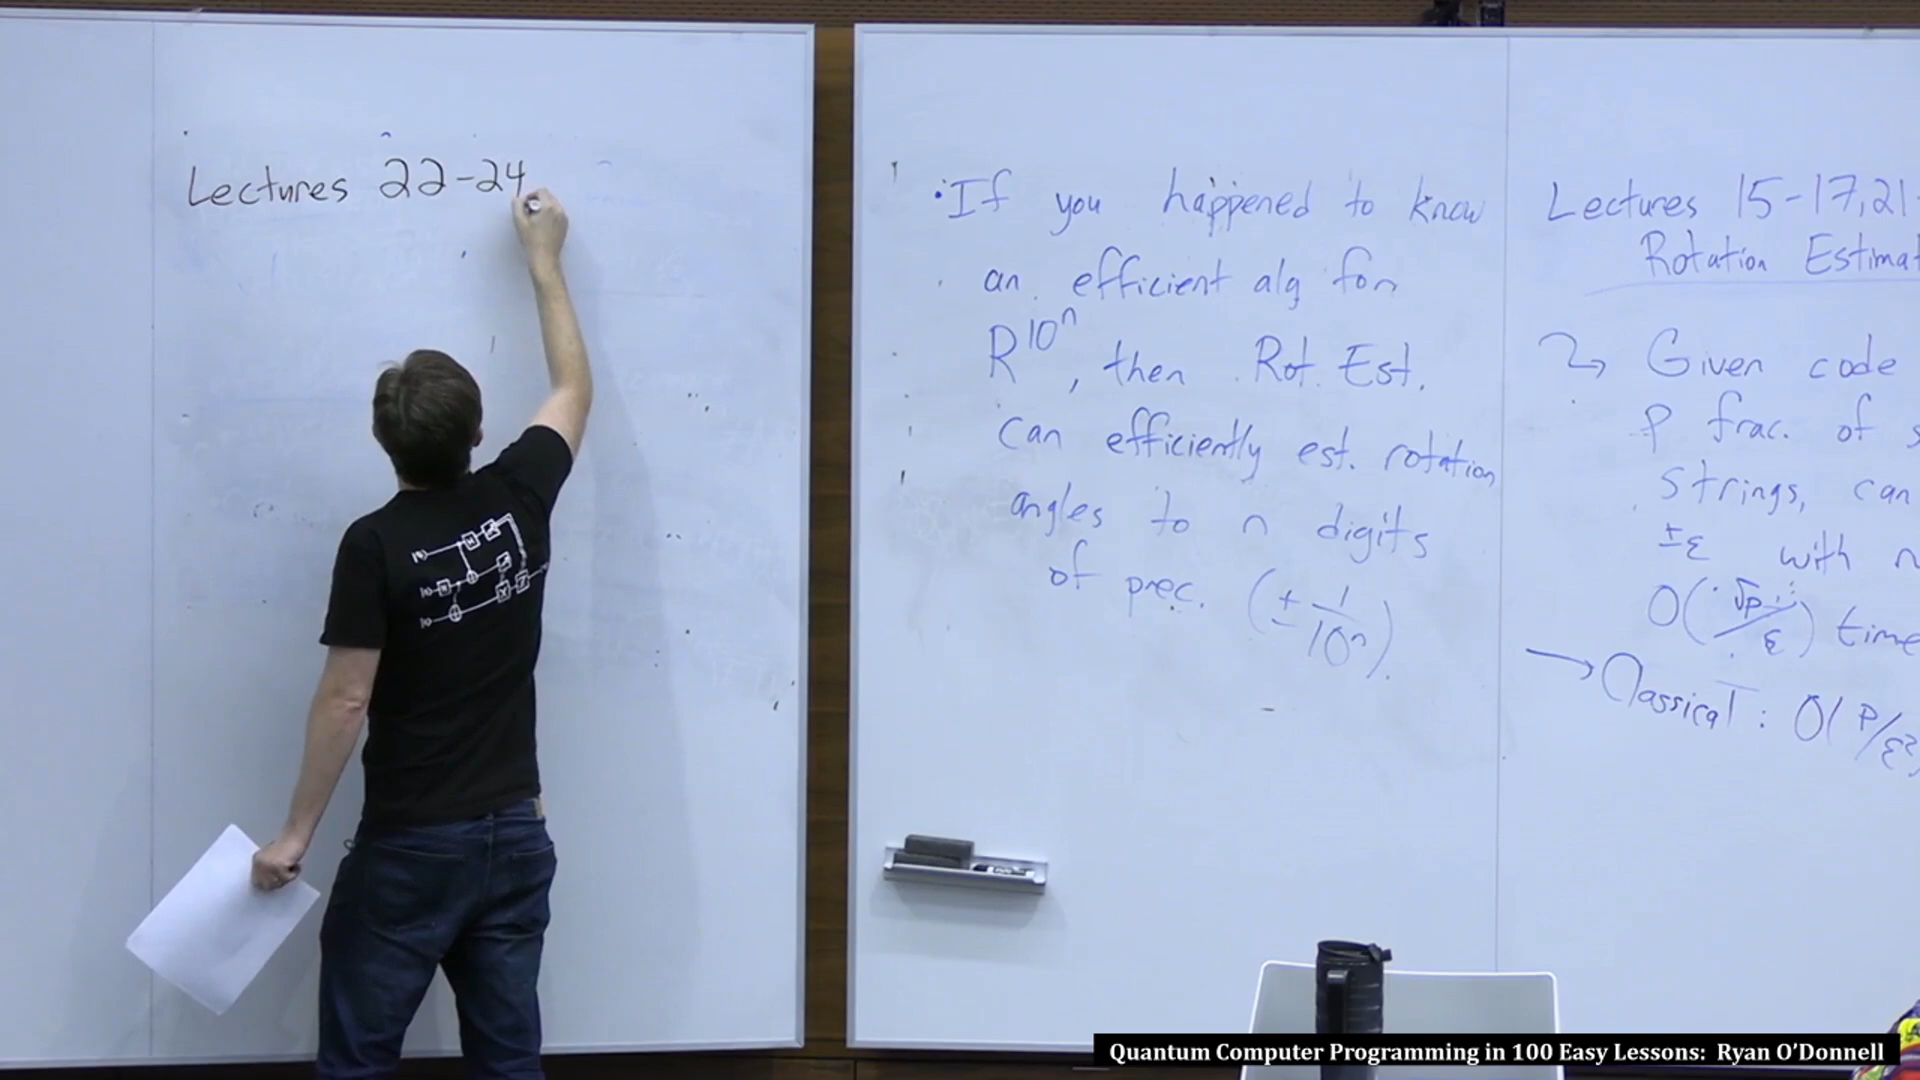 Lectures 22-24
• If you happened to know
an efficient alg for
R^10^n, then Rot. Est.
can efficiently est. rotation
angles to n digits
of prec. (± 1/10^n).
Lectures 15-17, 21
Rotation Estimat
↳ Given code
p frac. of s
strings, can
±ε with
O(√p/ε) time
→ Classical: O(p/ε²
Quantum Computer Programming in 100 Easy Lessons: Ryan O'Donnell